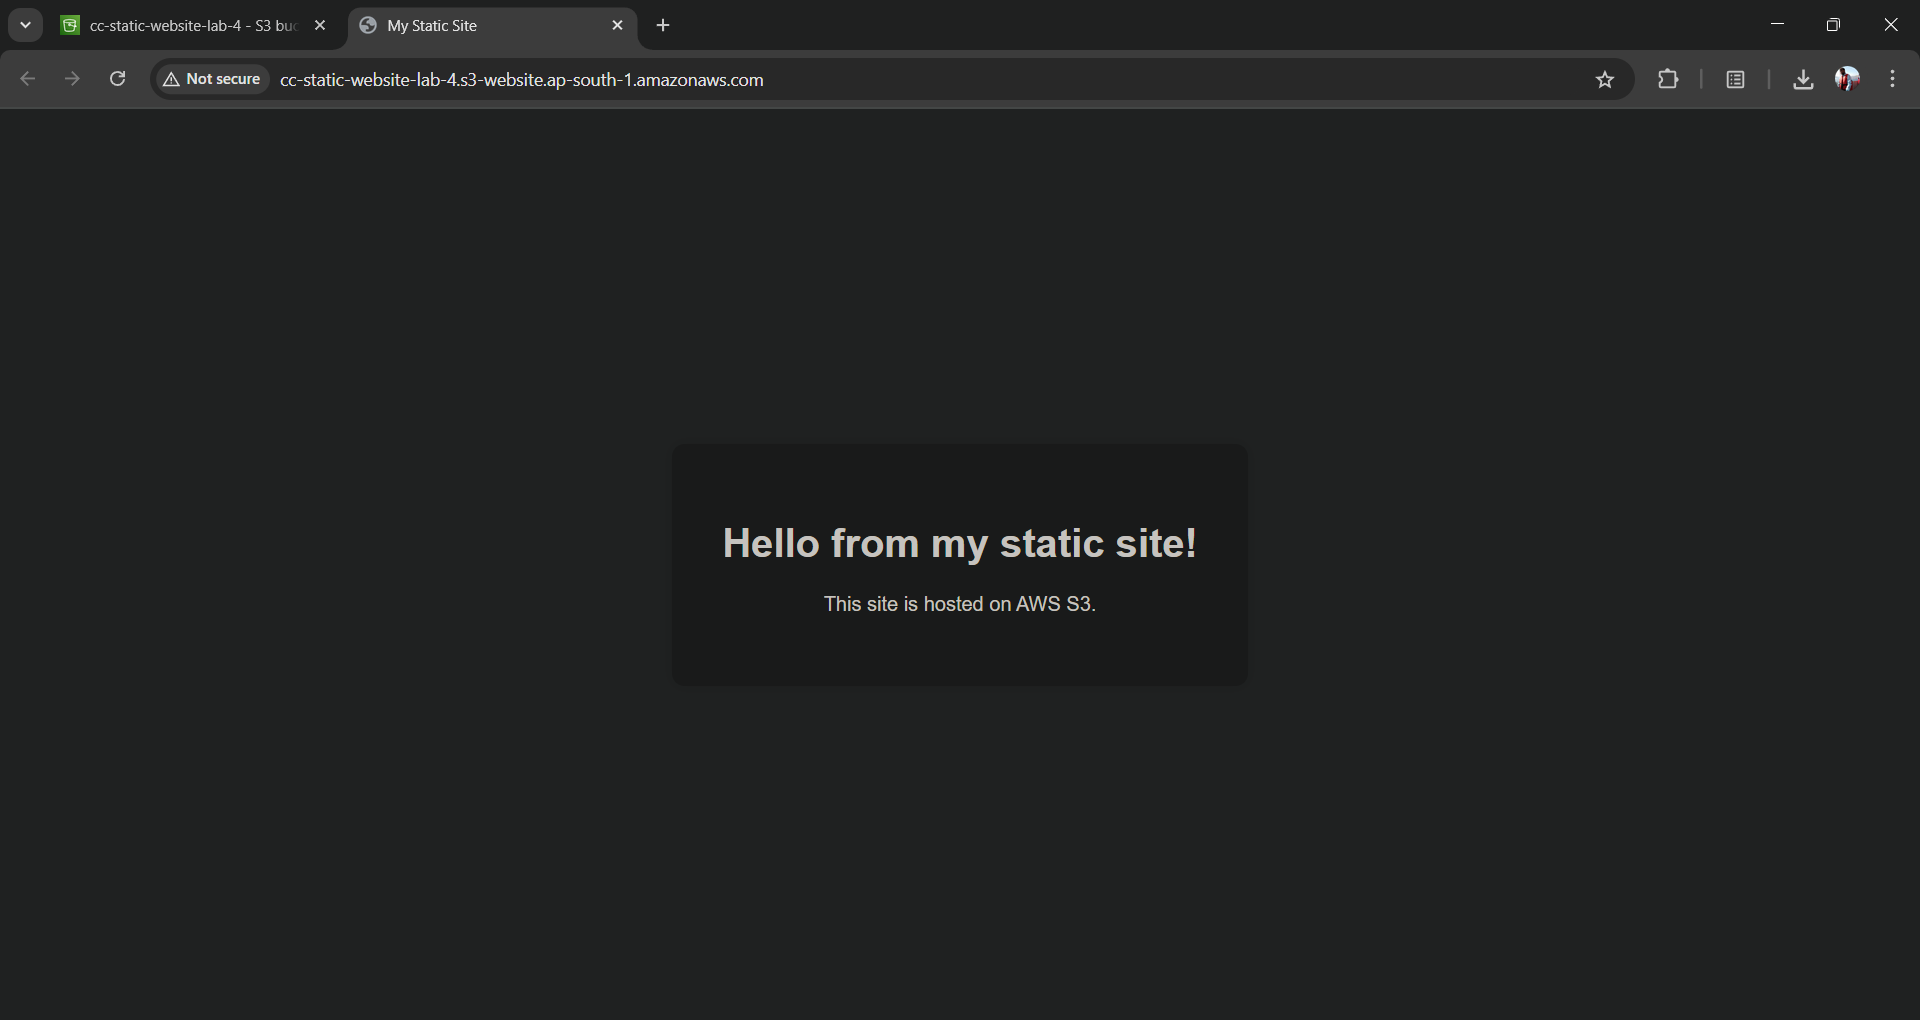 cc-static-website-lab-4 - S3 buc
My Static Site
Not secure
cc-static-website-lab-4.s3-website.ap-south-1.amazonaws.com
Hello from my static site!
This site is hosted on AWS S3.